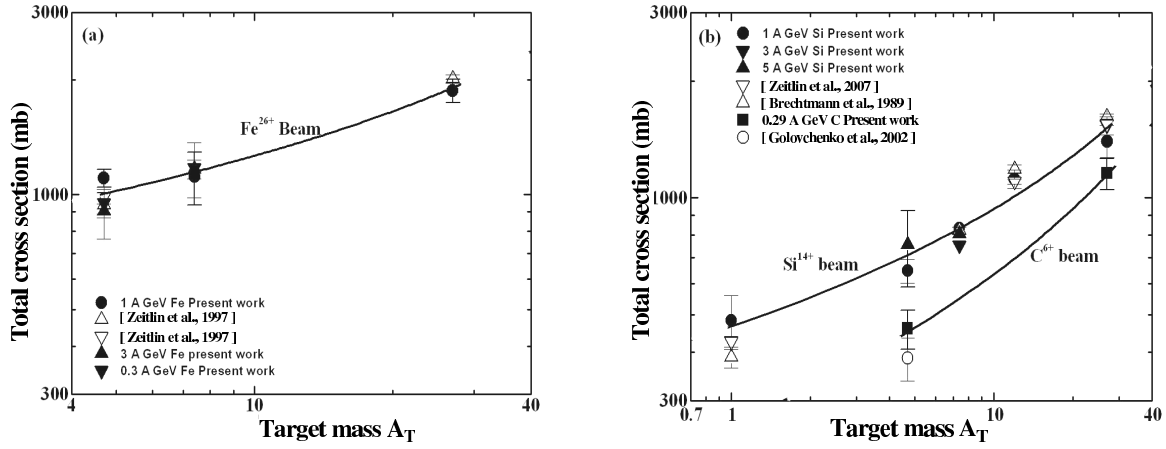 3000
(a)
Fe26+ Beam
1000
1 A GeV Fe Present work
[ Zeitlin et al., 1997 ]
[ Zeitlin et al., 1997 ]
3 A GeV Fe present work
0.3 A GeV Fe Present work
300
4
10
40
Target mass AT
Total cross section (mb)
3000
(b)
1 A GeV Si Present work
3 A GeV Si Present work
5 A GeV Si Present work
[ Zeitlin et al., 2007 ]
[ Brechtmann et al., 1989 ]
0.29 A GeV C Present work
[ Golovchenko et al., 2002 ]
1000
Si14+ beam
C6+ beam
300
0.7
1
10
40
Target mass AT
Total cross section (mb)